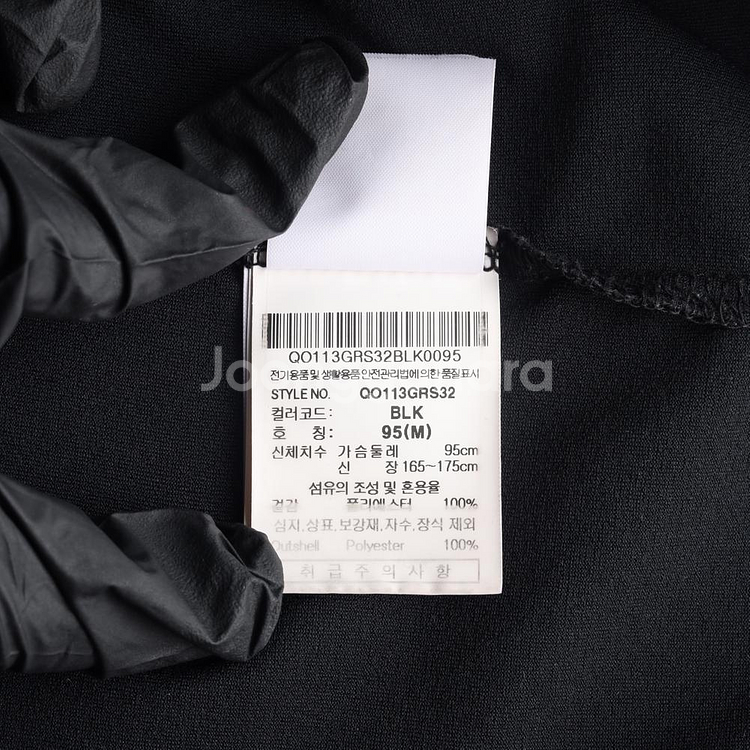 QO113GRS32BLK0095
전기용품및 생활용품 안전관리법에 의한 품질표시
STYLE NO. QO113GRS32
컬러코드: BLK
호 칭: 95(M)
신체치수 가슴둘레 95cm
신 장 165~175cm
섬유의 조성 및 혼용율
겉감 폴리에스터 100%
심지,상표,보강재,자수,장식 제외
Outshell Polyester 100%
취급주의사항